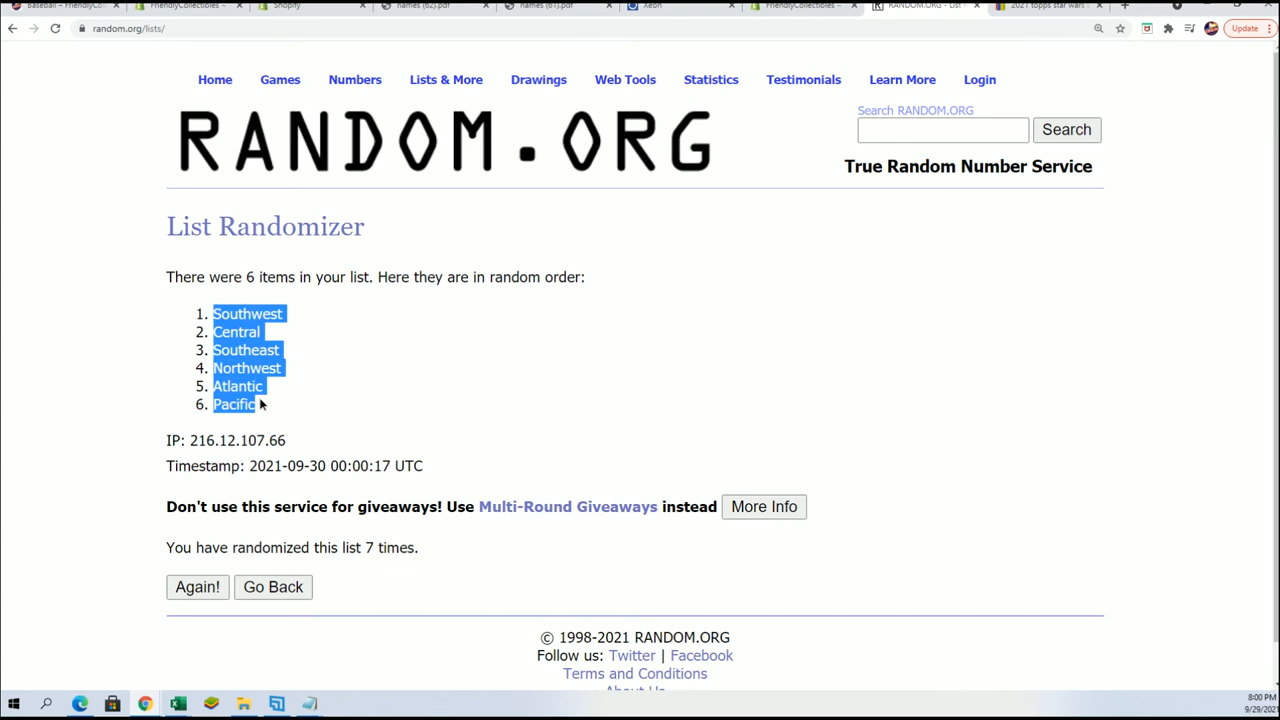 Baseball – FriendlyCollectibles
FriendlyCollectibles ~
Shopify
names (62).pdf
names (61).pdf
Xeon
FriendlyCollectibles ~
RANDOM.ORG - List
2021 topps star wars
random.org/lists/
Update
Home Games Numbers Lists & More Drawings Web Tools Statistics Testimonials Learn More Login
RANDOM.ORG
Search RANDOM.ORG
Search
True Random Number Service
List Randomizer
There were 6 items in your list. Here they are in random order:
1. Southwest
2. Central
3. Southeast
4. Northwest
5. Atlantic
6. Pacific
IP: 216.12.107.66
Timestamp: 2021-09-30 00:00:17 UTC
Don't use this service for giveaways! Use Multi-Round Giveaways instead More Info
You have randomized this list 7 times.
Again! Go Back
© 1998-2021 RANDOM.ORG
Follow us: Twitter | Facebook
Terms and Conditions
About Us
8:00 PM